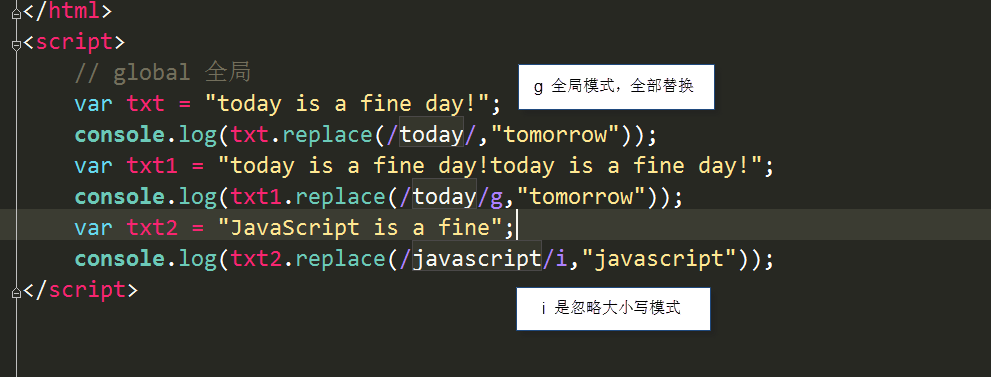 </html>
<script>
// global 全局
g 全局模式，全部替换
var txt = "today is a fine day!";
console.log(txt.replace(/today/,"tomorrow"));
var txt1 = "today is a fine day!today is a fine day!";
console.log(txt1.replace(/today/g,"tomorrow"));
var txt2 = "JavaScript is a fine";
console.log(txt2.replace(/javascript/i,"javascript"));
</script>
i 是忽略大小写模式